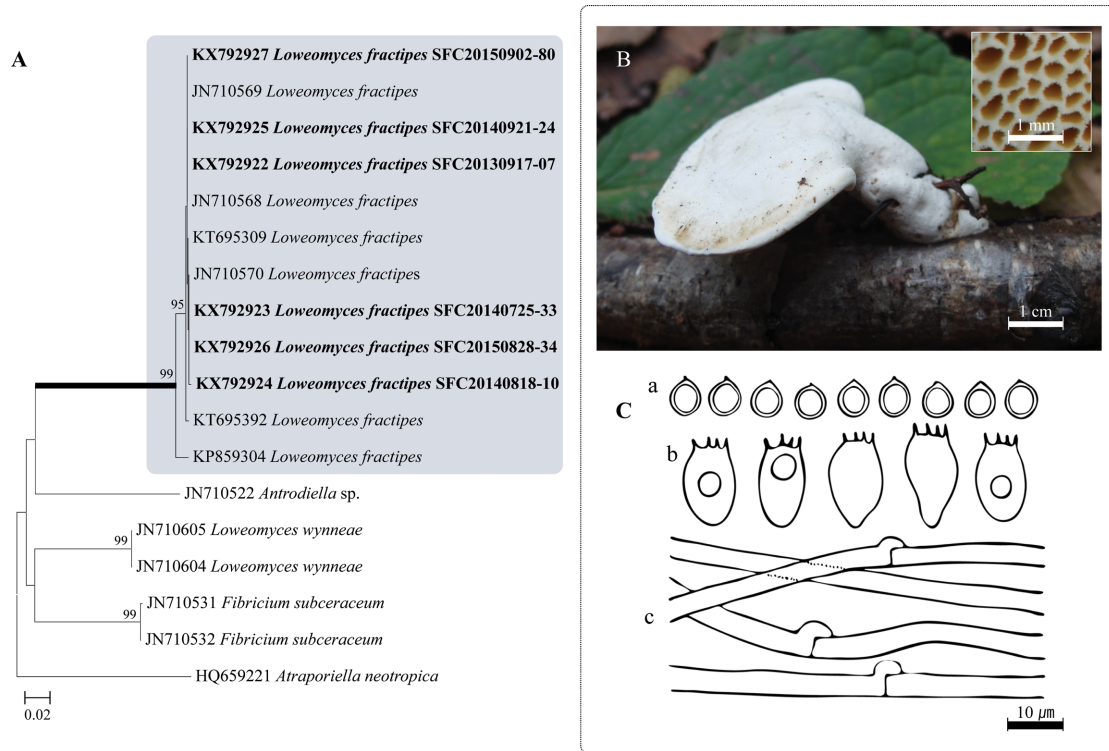 A
KX792927 Loweomyces fractipes SFC20150902-80
JN710569 Loweomyces fractipes
KX792925 Loweomyces fractipes SFC20140921-24
KX792922 Loweomyces fractipes SFC20130917-07
JN710568 Loweomyces fractipes
KT695309 Loweomyces fractipes
JN710570 Loweomyces fractipes
95
KX792923 Loweomyces fractipes SFC20140725-33
KX792926 Loweomyces fractipes SFC20150828-34
99
KX792924 Loweomyces fractipes SFC20140818-10
KT695392 Loweomyces fractipes
KP859304 Loweomyces fractipes
JN710522 Antrodiella sp.
JN710605 Loweomyces wynneae
99
JN710604 Loweomyces wynneae
JN710531 Fibricium subceraceum
99
JN710532 Fibricium subceraceum
HQ659221 Atraporiella neotropica
0.02
B
1 mm
1 cm
C
a
b
c
10 µm